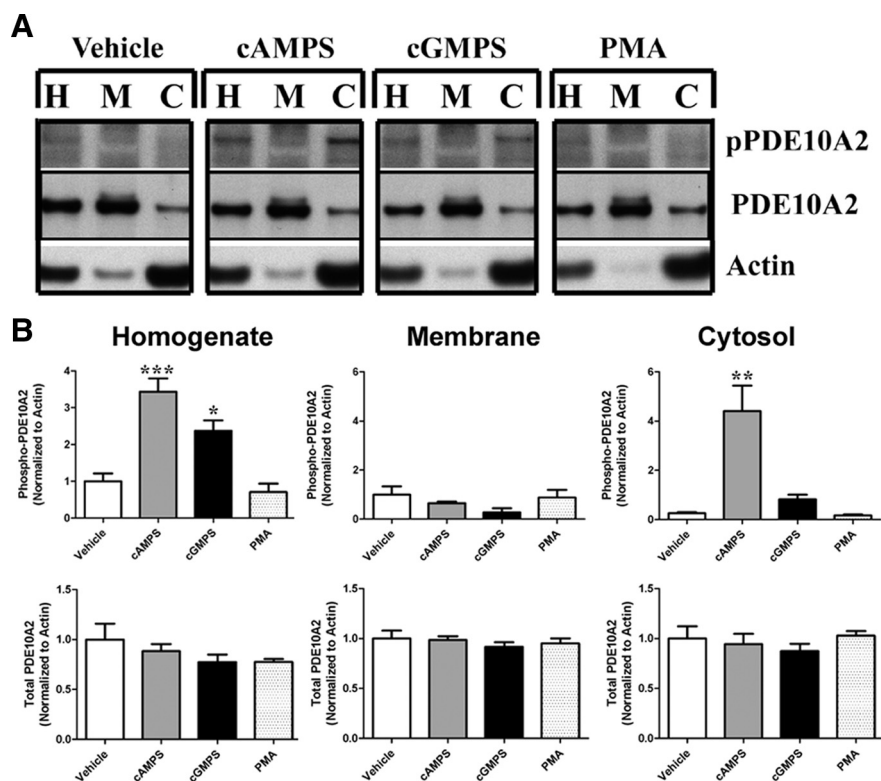 A
Vehicle cAMPS cGMPS PMA
H M C H M C H M C H M C
pPDE10A2
PDE10A2
Actin
B
Homogenate Membrane Cytosol
Phospho-PDE10A2
(Normalized to Actin)
4
3
2
1
0
***
*
Vehicle cAMPS cGMPS PMA
Phospho-PDE10A2
(Normalized to Actin)
6
4
2
0
Vehicle cAMPS cGMPS PMA
Phospho-PDE10A2
(Normalized to Actin)
6
4
2
0
**
Vehicle cAMPS cGMPS PMA
Total PDE10A2
(Normalized to Actin)
1.5
1.0
0.5
0.0
Vehicle cAMPS cGMPS PMA
Total PDE10A2
(Normalized to Actin)
1.5
1.0
0.5
0.0
Vehicle cAMPS cGMPS PMA
Total PDE10A2
(Normalized to Actin)
1.5
1.0
0.5
0.0
Vehicle cAMPS cGMPS PMA